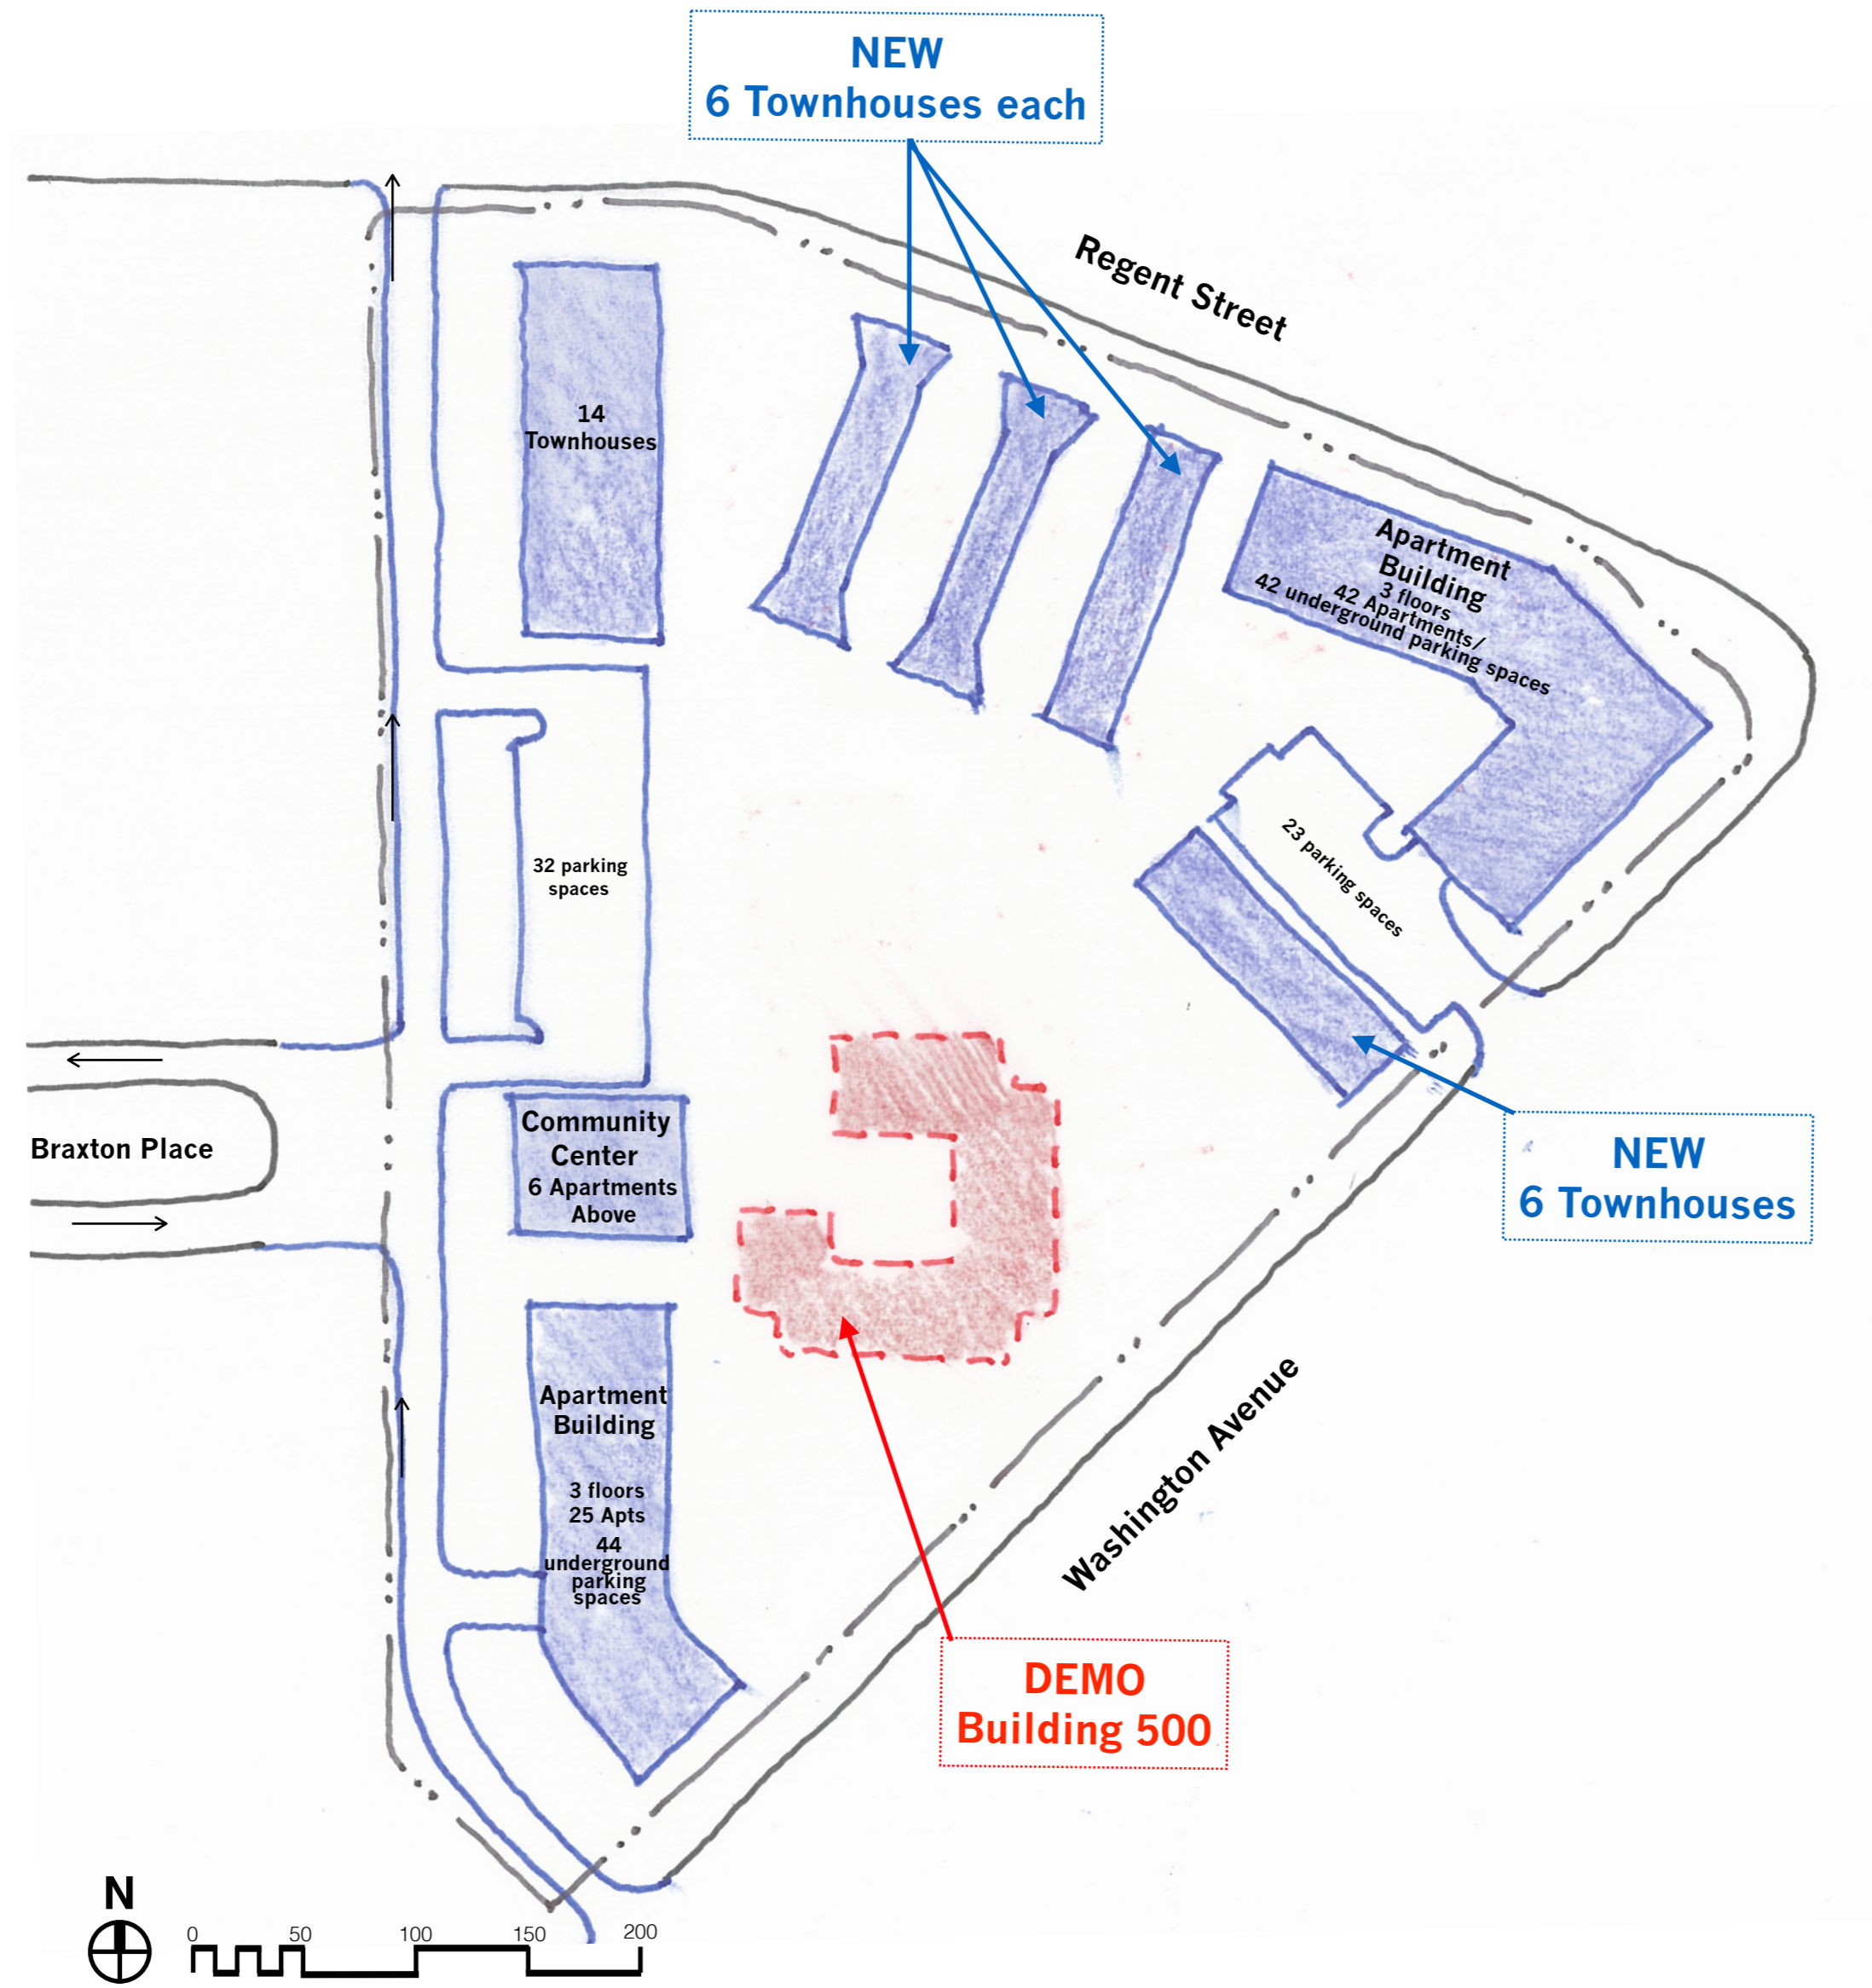 NEW
6 Townhouses each
Regent Street
14
Townhouses
Apartment
Building
3 floors
42 Apartments/
42 underground parking spaces
32 parking
spaces
23 parking spaces
Braxton Place
Community
Center
6 Apartments
Above
NEW
6 Townhouses
Apartment
Building
3 floors
25 Apts
44
underground
parking
spaces
Washington Avenue
DEMO
Building 500
N
0 50 100 150 200